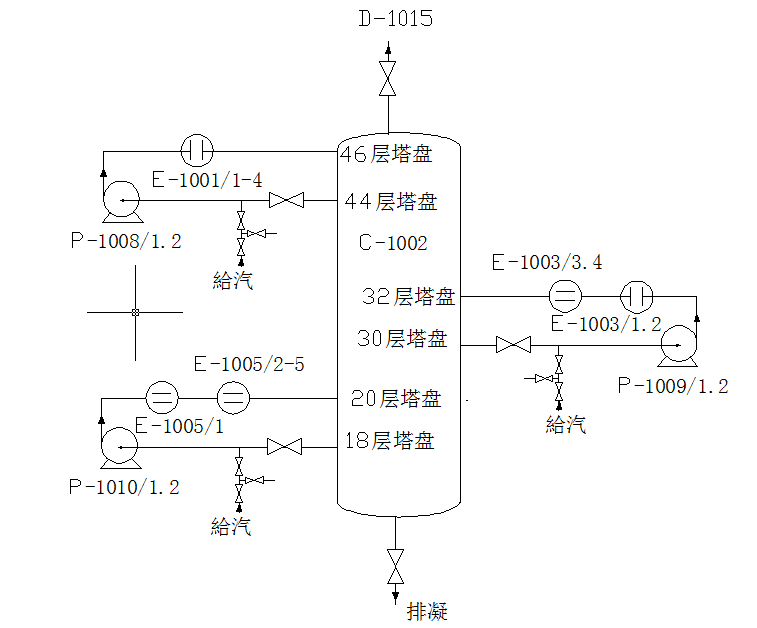 D-1015
46层塔盘
E-1001/1-4
44层塔盘
P-1008/1.2
C-1002
給汽
E-1003/3.4
32层塔盘
E-1003/1.2
30层塔盘
P-1009/1.2
E-1005/2-5
20层塔盘
給汽
E-1005/1
18层塔盘
P-1010/1.2
給汽
排凝